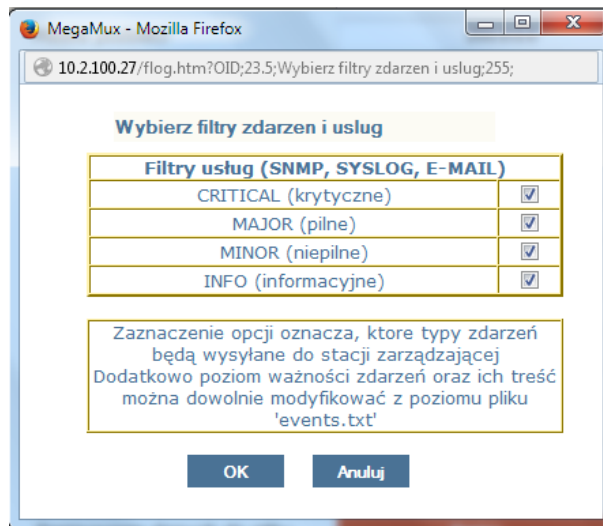 MegaMux - Mozilla Firefox
10.2.100.27/flog.htm?OID;23.5;Wybierz filtry zdarzen i uslug;255;
Wybierz filtry zdarzen i uslug
Filtry usług (SNMP, SYSLOG, E-MAIL)
CRITICAL (krytyczne)
MAJOR (pilne)
MINOR (niepilne)
INFO (informacyjne)
Zaznaczenie opcji oznacza, ktore typy zdarzeń
będą wysyłane do stacji zarządzającej
Dodatkowo poziom ważności zdarzeń oraz ich treść
można dowolnie modyfikować z poziomu pliku
'events.txt'
OK Anuluj